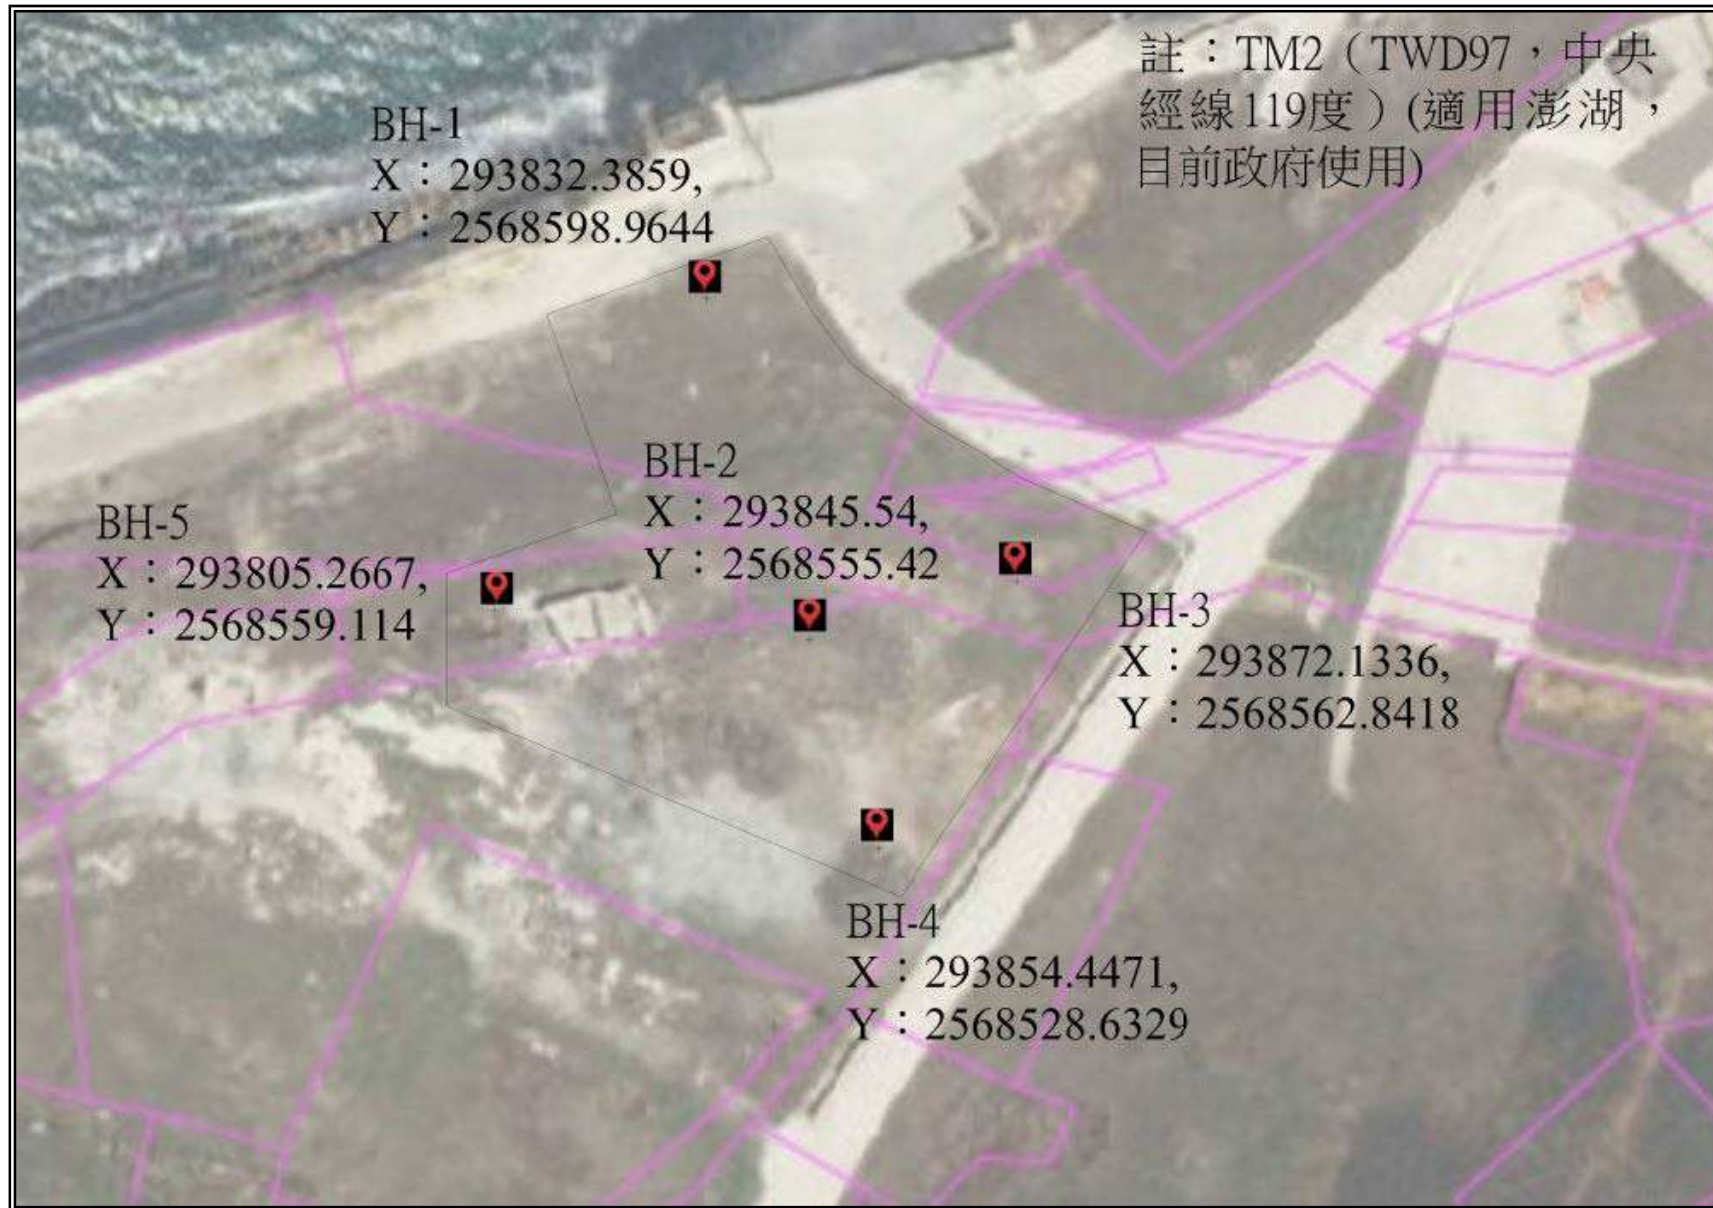 註：TM2（TWD97，中央
經線119度）(適用澎湖，
目前政府使用)
BH-1
X：293832.3859,
Y：2568598.9644
BH-2
X：293845.54,
Y：2568555.42
BH-5
X：293805.2667,
Y：2568559.114
BH-3
X：293872.1336,
Y：2568562.8418
BH-4
X：293854.4471,
Y：2568528.6329